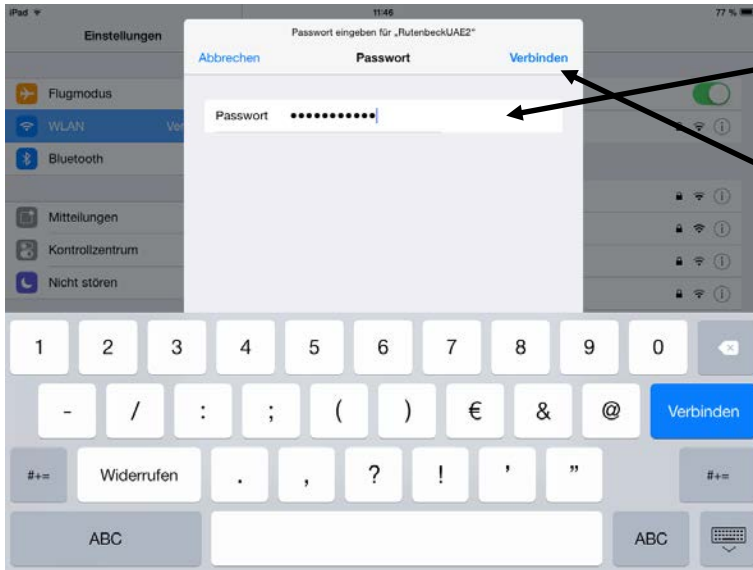 iPad 11:46 77 %
Einstellungen
Passwort eingeben für „RutenbeckUAE2“
Abbrechen Passwort Verbinden
Flugmodus
Passwort •••••••••••
WLAN Ver
Bluetooth
Mitteilungen
Kontrollzentrum
Nicht stören
1 2 3 4 5 6 7 8 9 0
- / : ; ( ) € & @ Verbinden
#+= Widerrufen . , ? ! ' " #+=
ABC ABC